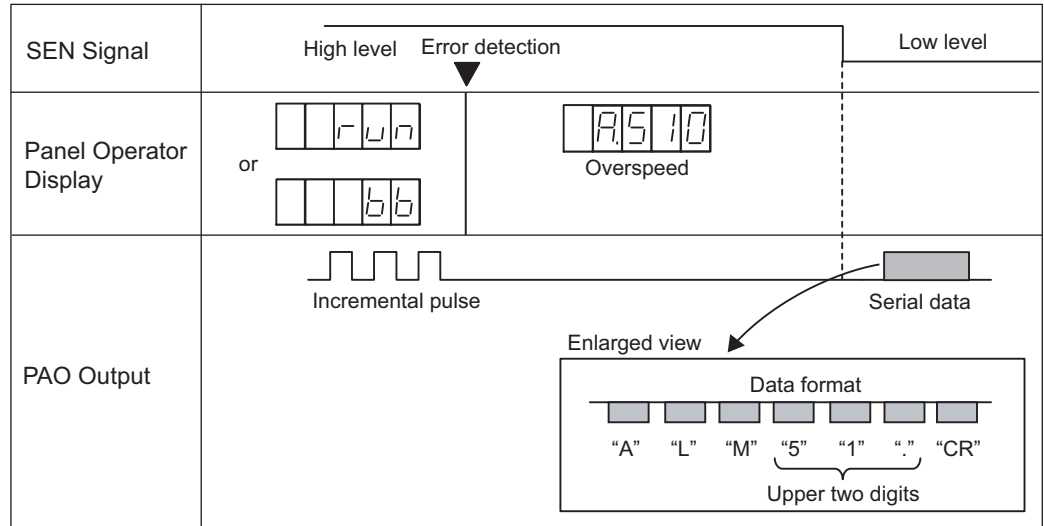 SEN Signal
High level
Error detection
Low level
Panel Operator
Display
or
run
bb
A.510
Overspeed
PAO Output
Incremental pulse
Serial data
Enlarged view
Data format
“A” “L” “M” “5” “1” “.” “CR”
Upper two digits